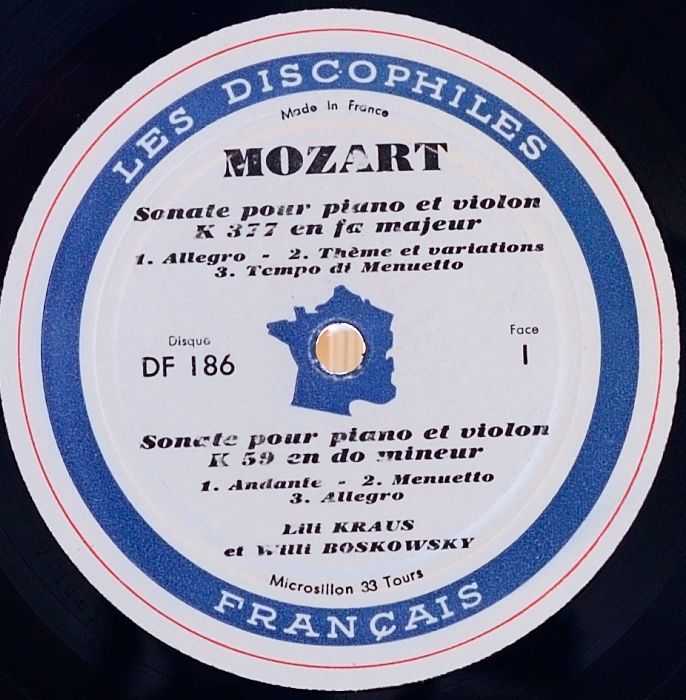 LES DISCOPHILES
Made In France
MOZART
Sonate pour piano et violon
K 377 en fa majeur
1. Allegro - 2. Thème et variations
3. Tempo di Menuetto
Disque
DF 186
Face
1
Sonate pour piano et violon
K 59 en do mineur
1. Andante - 2. Menuetto
3. Allegro
Lili KRAUS
et Willi BOSKOWSKY
Microsillon 33 Tours
FRANÇAIS